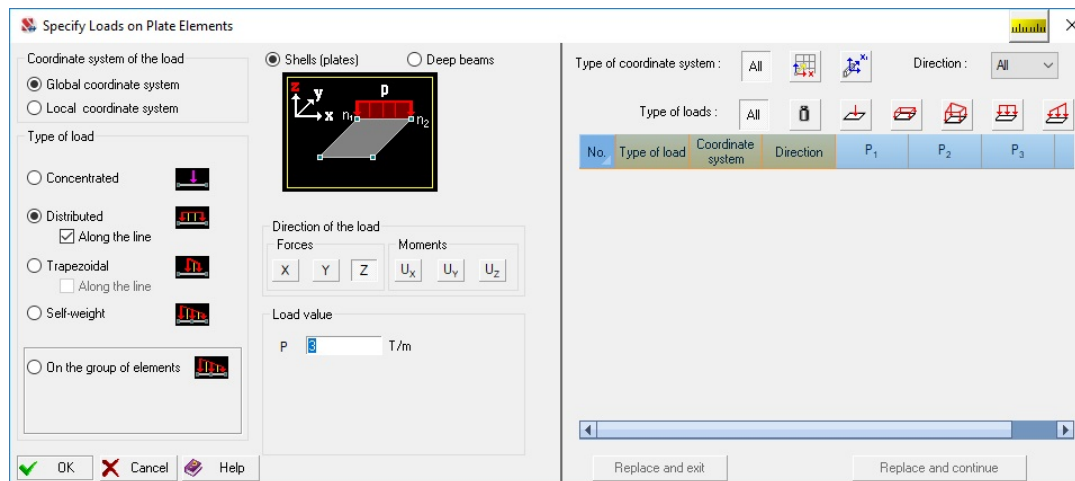 Specify Loads on Plate Elements
Coordinate system of the load
Global coordinate system
Local coordinate system
Type of load
Concentrated
Distributed
Along the line
Trapezoidal
Along the line
Self-weight
On the group of elements
OK
Cancel
Help
Shells (plates)
Deep beams
z y x p n1 n2
Direction of the load
Forces
Moments
X Y Z UX UY UZ
Load value
P 3 T/m
Type of coordinate system : All
Direction : All
Type of loads : All
No. Type of load Coordinate system Direction P1 P2 P3
Replace and exit
Replace and continue